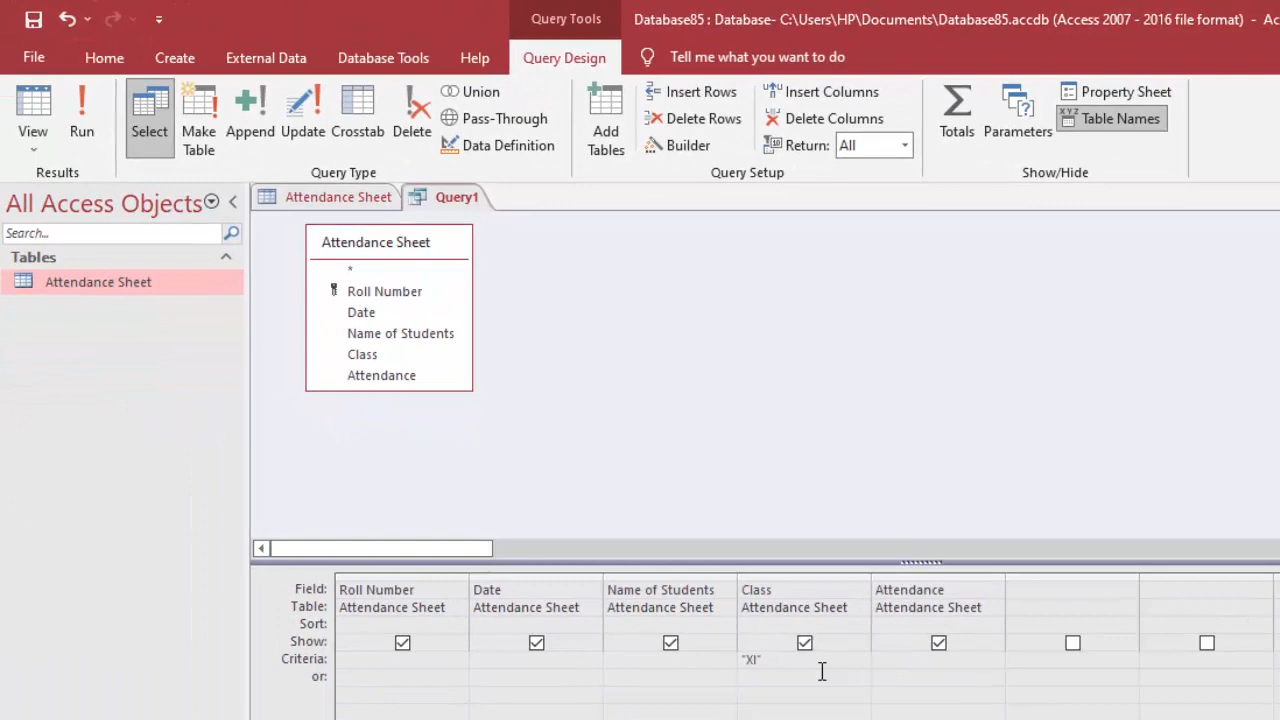 Query Tools
Database85 : Database- C:\Users\HP\Documents\Database85.accdb (Access 2007 - 2016 file format) - Ac
File Home Create External Data Database Tools Help Query Design Tell me what you want to do
View
Run
Select
Make Table
Append
Update
Crosstab
Delete
Union
Pass-Through
Data Definition
Add Tables
Insert Rows
Delete Rows
Builder
Insert Columns
Delete Columns
Return: All
Totals
Parameters
Property Sheet
XYZ Table Names
Results Query Type Query Setup Show/Hide
All Access Objects
Search...
Tables
Attendance Sheet
Attendance Sheet Query1
Attendance Sheet
*
Roll Number
Date
Name of Students
Class
Attendance
Field: Roll Number Date Name of Students Class Attendance
Table: Attendance Sheet Attendance Sheet Attendance Sheet Attendance Sheet Attendance Sheet
Sort:
Show:
Criteria: "XI"
or: